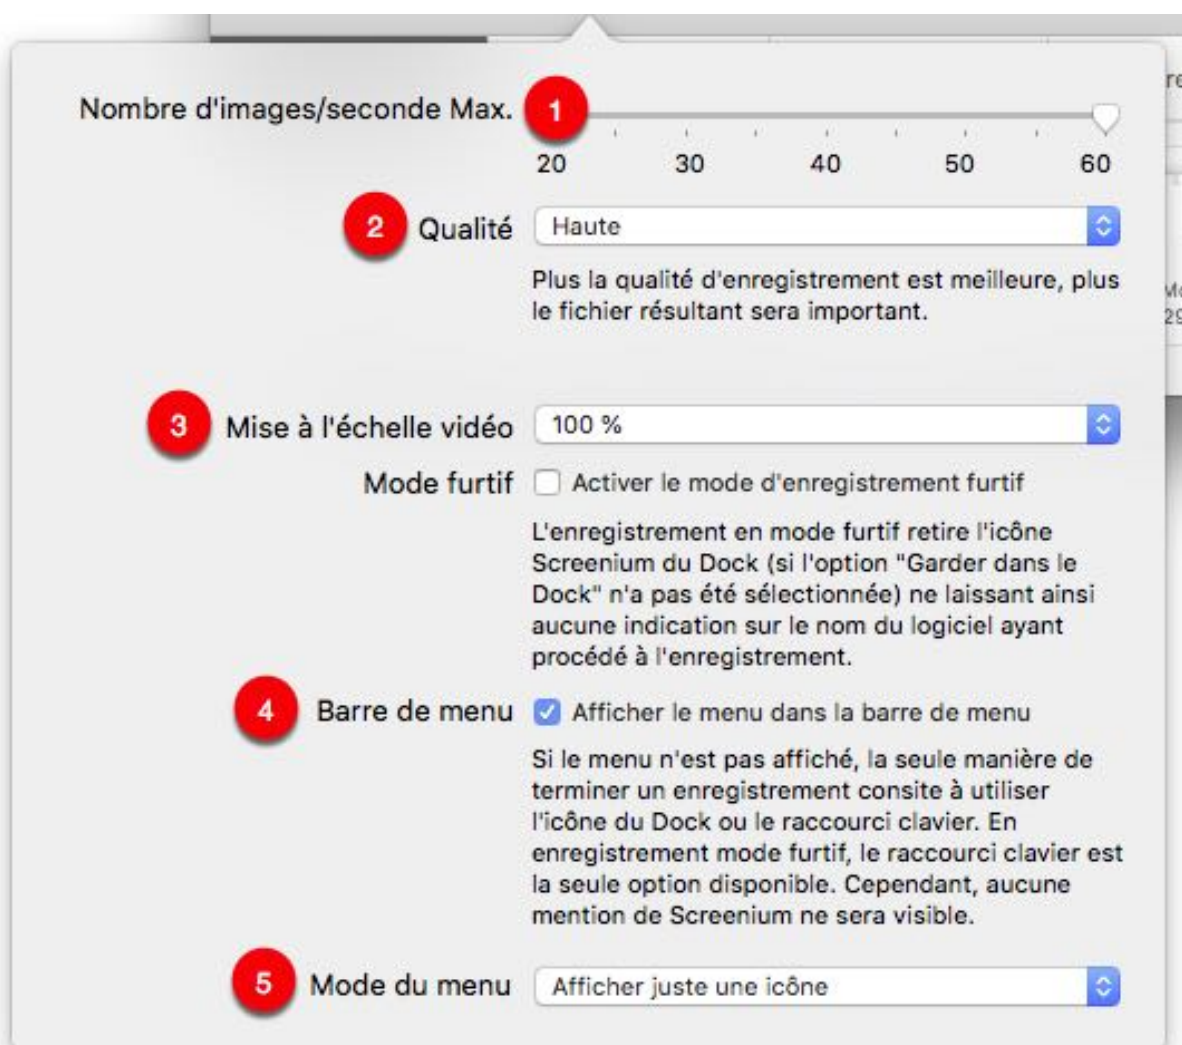 Nombre d'images/seconde Max.
1
20 30 40 50 60
2 Qualité Haute
Plus la qualité d'enregistrement est meilleure, plus
le fichier résultant sera important.
3 Mise à l'échelle vidéo 100 %
Mode furtif Activer le mode d'enregistrement furtif
L'enregistrement en mode furtif retire l'icône
Screenium du Dock (si l'option "Garder dans le
Dock" n'a pas été sélectionnée) ne laissant ainsi
aucune indication sur le nom du logiciel ayant
procédé à l'enregistrement.
4 Barre de menu Afficher le menu dans la barre de menu
Si le menu n'est pas affiché, la seule manière de
terminer un enregistrement consite à utiliser
l'icône du Dock ou le raccourci clavier. En
enregistrement mode furtif, le raccourci clavier est
la seule option disponible. Cependant, aucune
mention de Screenium ne sera visible.
5 Mode du menu Afficher juste une icône